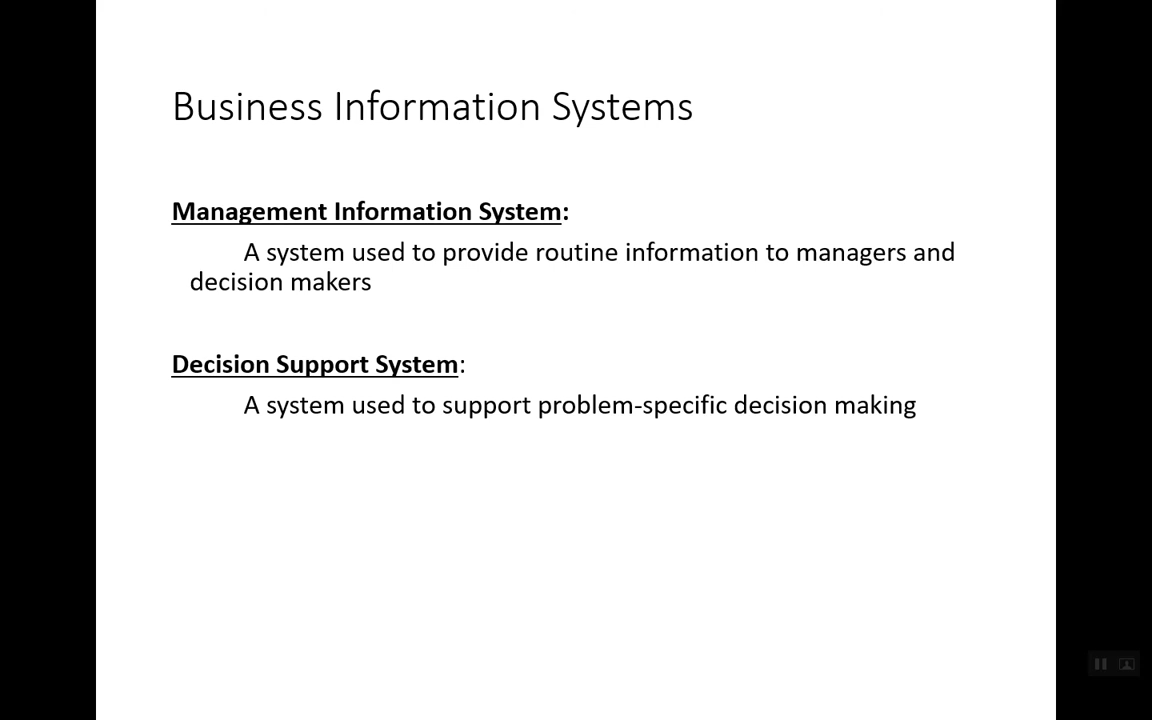 Business Information Systems
Management Information System:
A system used to provide routine information to managers and
decision makers
Decision Support System:
A system used to support problem-specific decision making